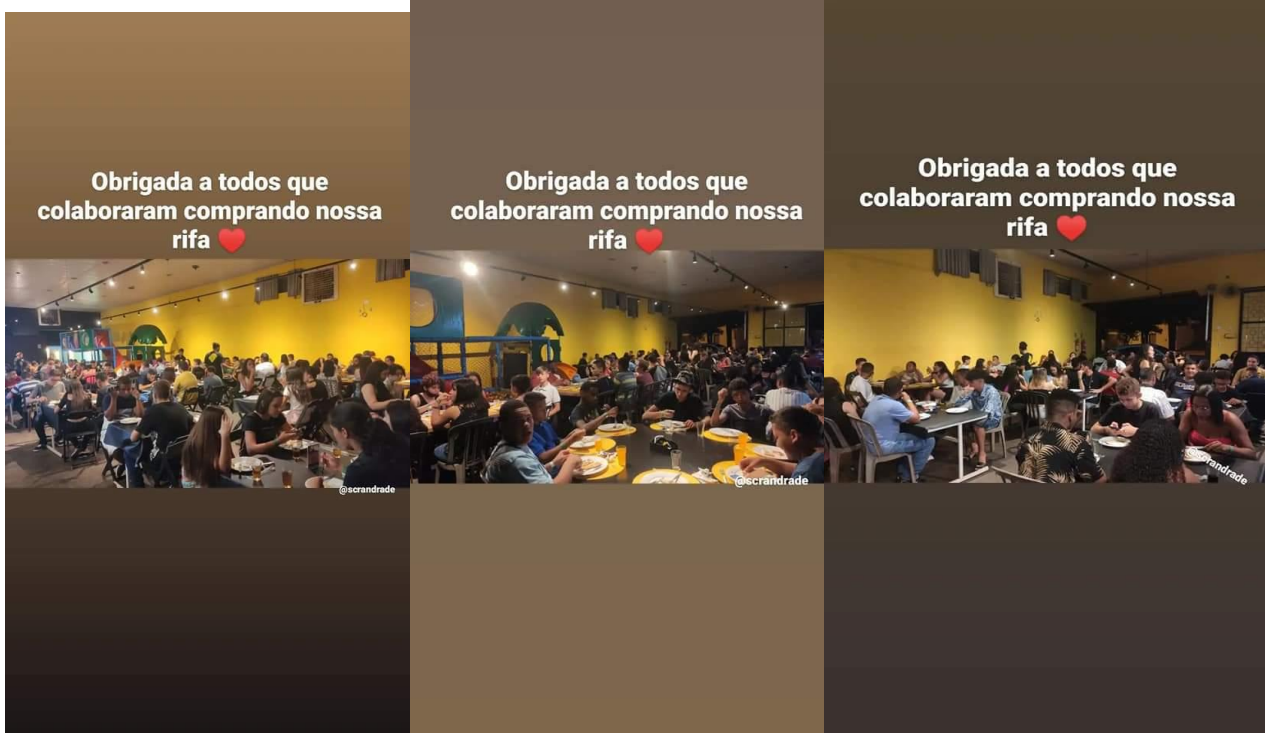 Obrigada a todos que
colaboraram comprando nossa
rifa ❤️
@scrandrade
Obrigada a todos que
colaboraram comprando nossa
rifa ❤️
@scrandrade
Obrigada a todos que
colaboraram comprando nossa
rifa ❤️
@scrandrade